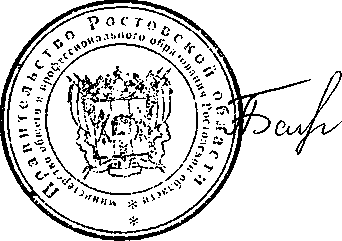 Правительство Ростовской области
министерство общего и профессионального образования Ростовской области